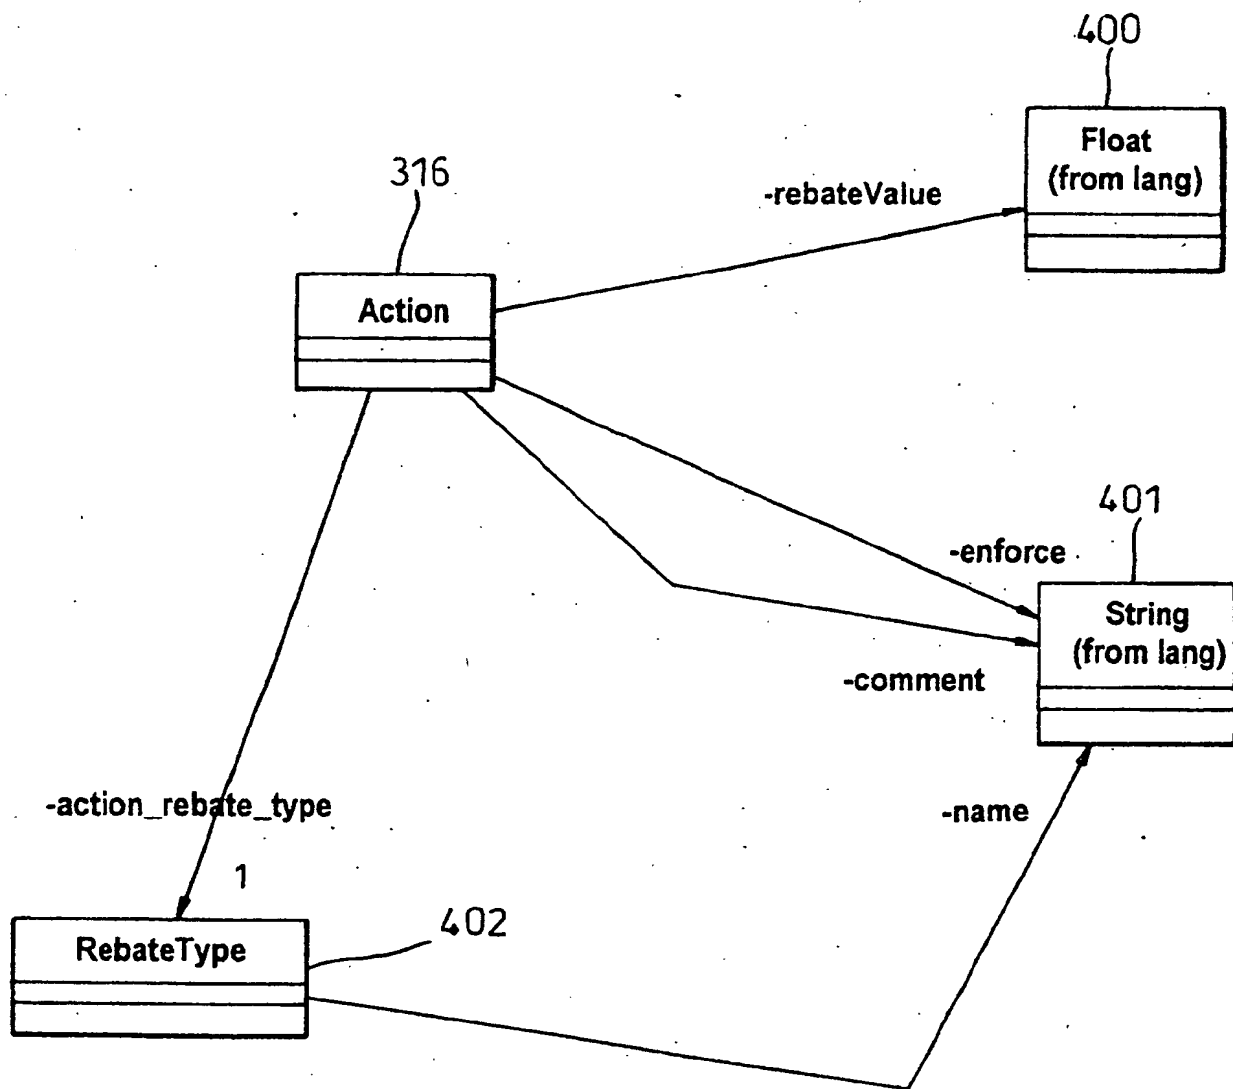 400
Float
(from lang)
316
-rebateValue
Action
401
-enforce
String
(from lang)
-comment
-action_rebate_type
-name
1
402
RebateType